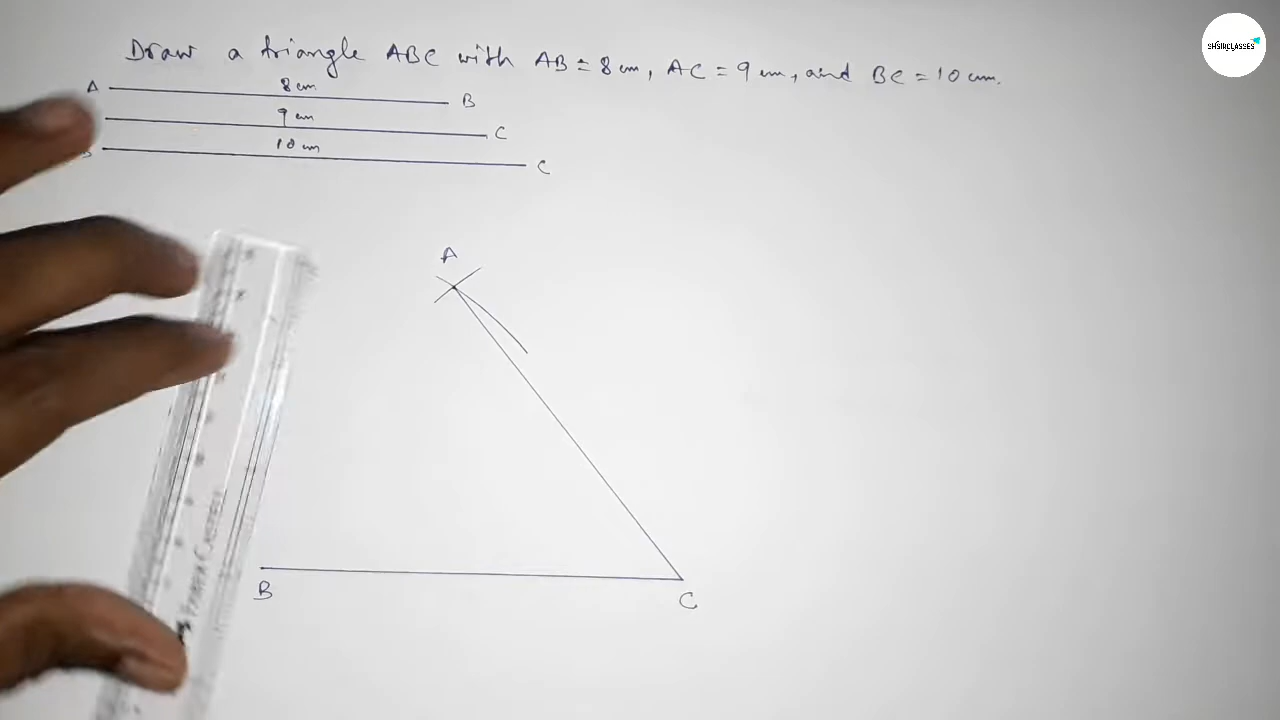 Draw a triangle ABC with AB = 8 cm, AC = 9 cm, and BC = 10 cm.
SHSIRCLASSES
A 8 cm B
9 cm C
10 cm C
A
B
C